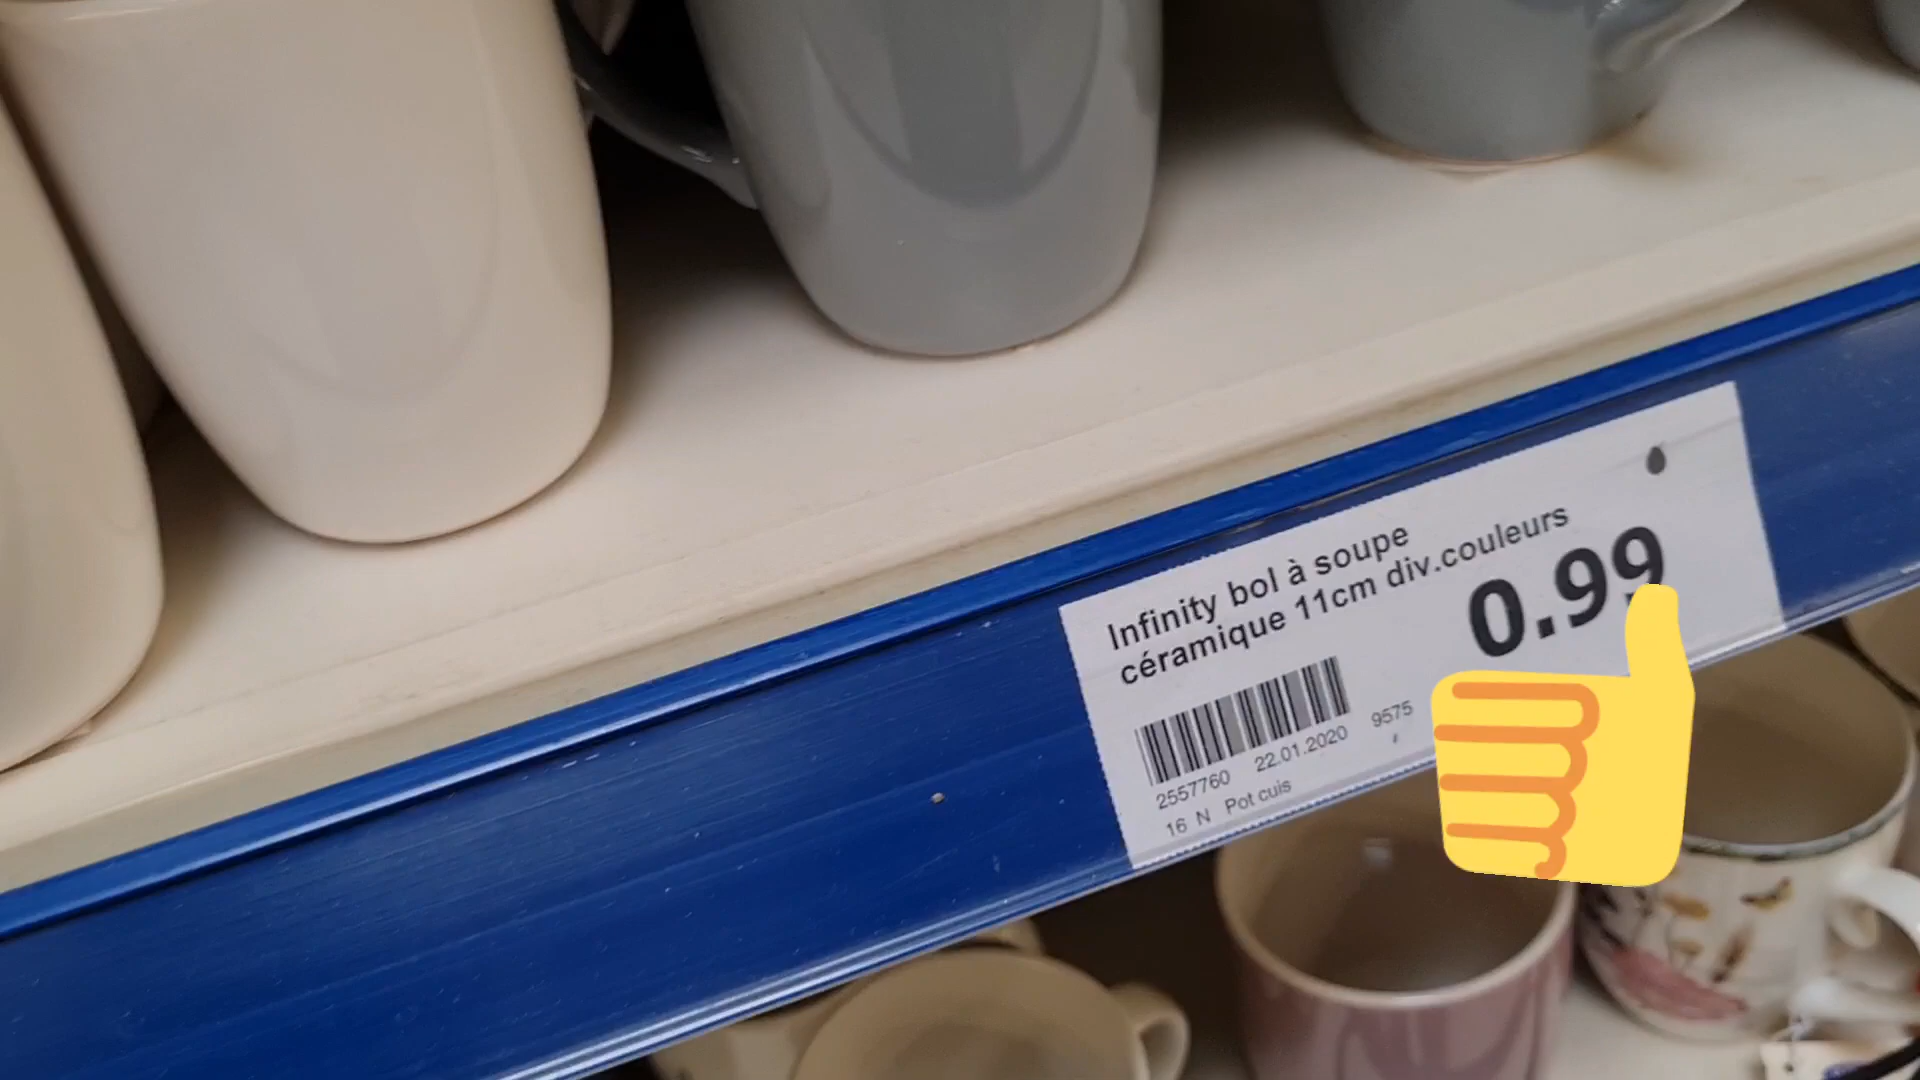 Infinity bol à soupe
céramique 11cm div.couleurs
0.99
2557760 22.01.2020 9575
16 N Pot cuis